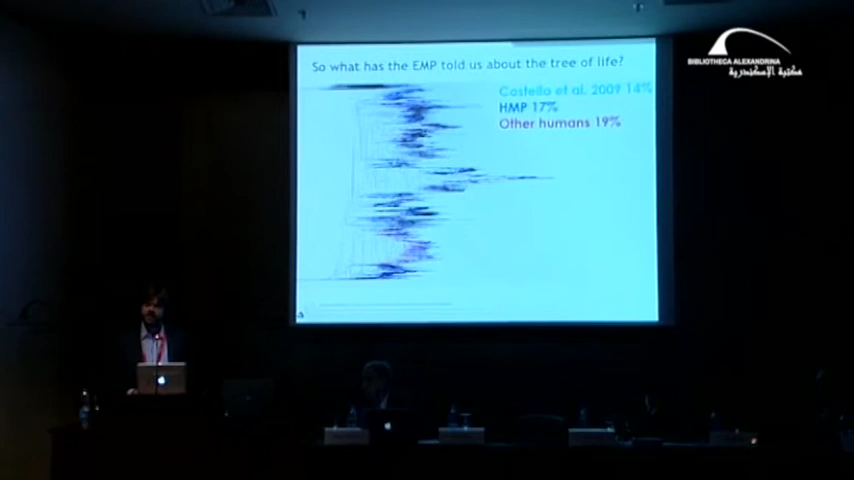 So what has the EMP told us about the tree of life?
Costello et al. 2009 14%
HMP 17%
Other humans 19%
BIBLIOTHECA ALEXANDRINA
مكتبة الإسكندرية